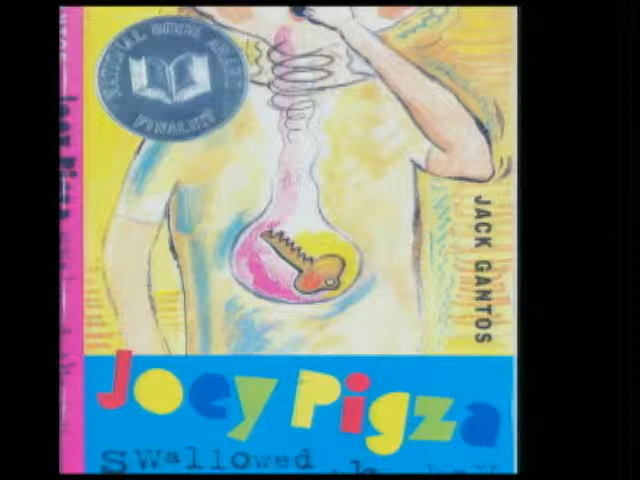 NATIONAL BOOK AWARD
FINALIST
JACK GANTOS
Joey Pigza
Swallowed